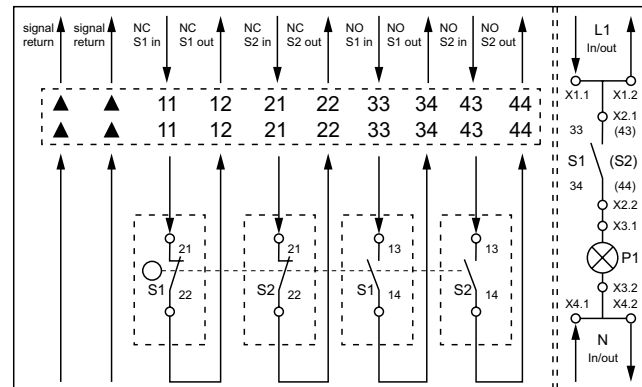 signal return
signal return
NC S1 in
NC S1 out
NC S2 in
NC S2 out
NO S1 in
NO S1 out
NO S2 in
NO S2 out
▲ ▲ 11 12 21 22 33 34 43 44
▲ ▲ 11 12 21 22 33 34 43 44
21
S1
22
21
S2
22
13
S1
14
13
S2
14
L1
In/out
X1.1 X1.2
X2.1
33 (43)
S1 (S2)
34 (44)
X2.2
X3.1
P1
X3.2
X4.1 X4.2
N
In/out